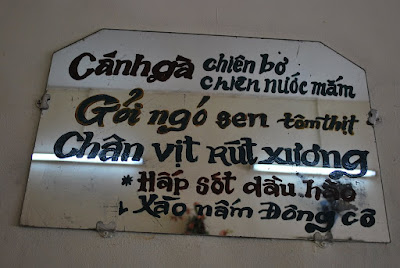 Cánh gà chiên bơ
chiên nước mắm
Gỏi ngó sen tôm thịt
Chân vịt Rút xương
* Hấp sót dầu hào
Xào nấm Đông cô